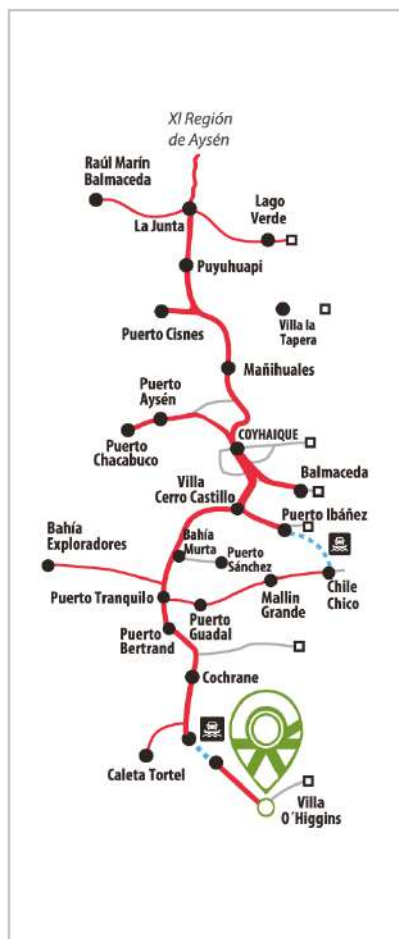 XI Región
de Aysén
Raúl Marín
Balmaceda
Lago
Verde
La Junta
Puyuhuapi
Puerto Cisnes
Villa la
Tapera
Mañihuales
Puerto
Aysén
COYHAIQUE
Puerto
Chacabuco
Balmaceda
Villa
Cerro Castillo
Puerto Ibáñez
Bahía
Exploradores
Bahía
Murta
Puerto
Sánchez
Chile
Chico
Mallin
Grande
Puerto Tranquilo
Puerto
Guadal
Puerto
Bertrand
Cochrane
Caleta Tortel
Villa
O´Higgins